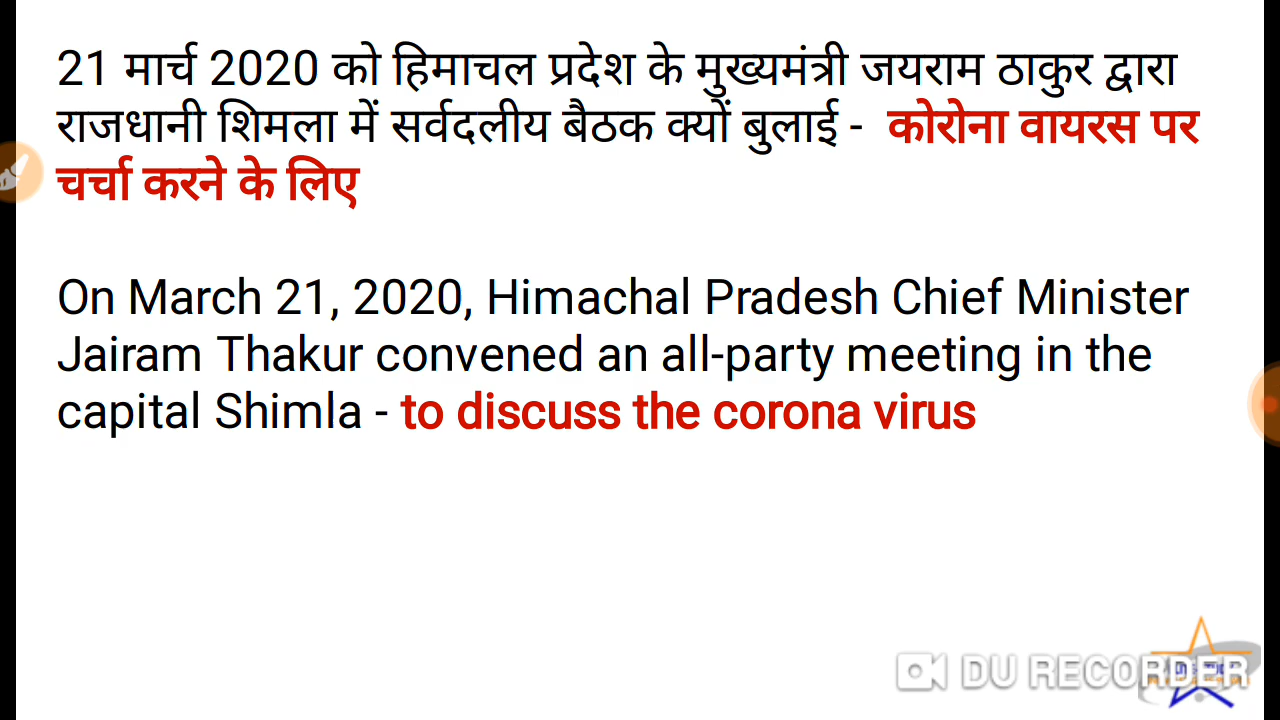 21 मार्च 2020 को हिमाचल प्रदेश के मुख्यमंत्री जयराम ठाकुर द्वारा
राजधानी शिमला में सर्वदलीय बैठक क्यों बुलाई - कोरोना वायरस पर
चर्चा करने के लिए
On March 21, 2020, Himachal Pradesh Chief Minister
Jairam Thakur convened an all-party meeting in the
capital Shimla - to discuss the corona virus
DU RECORDER